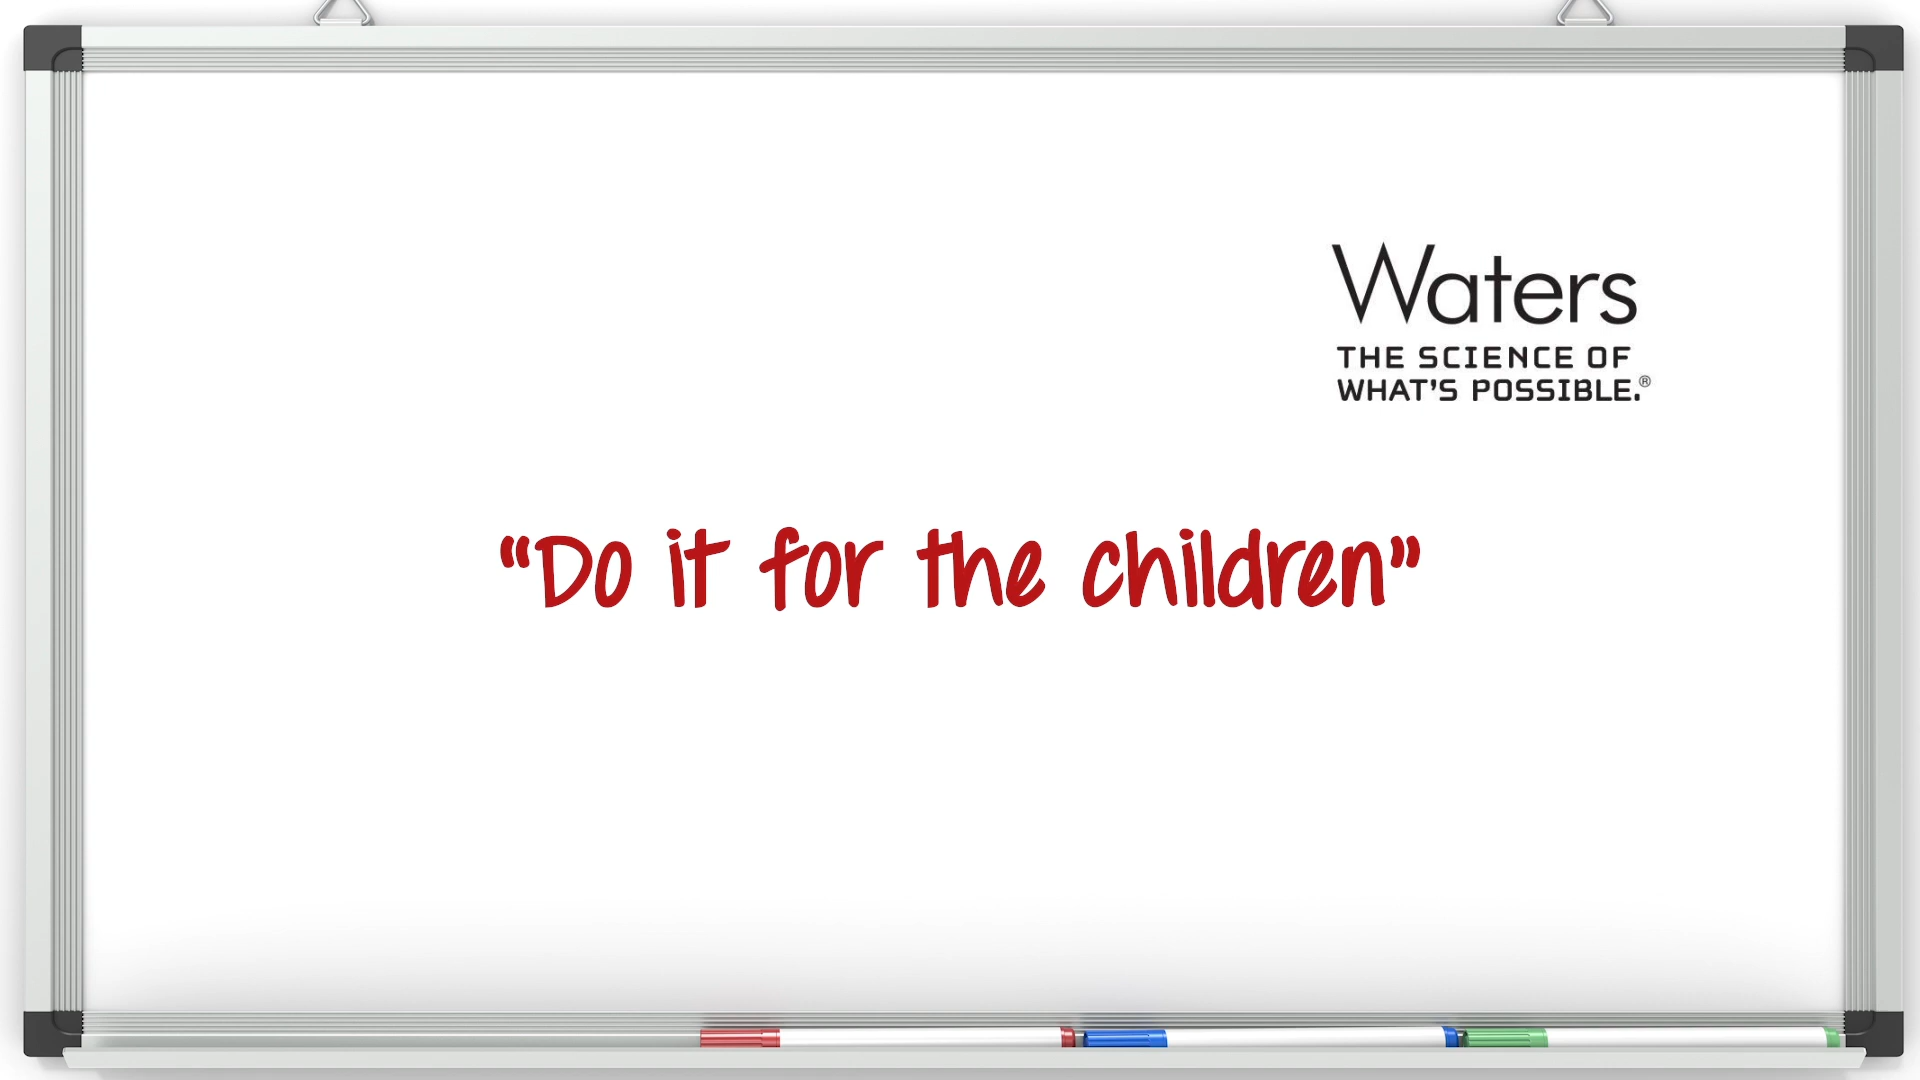 Waters
THE SCIENCE OF
WHAT'S POSSIBLE.®
“Do it for the children”